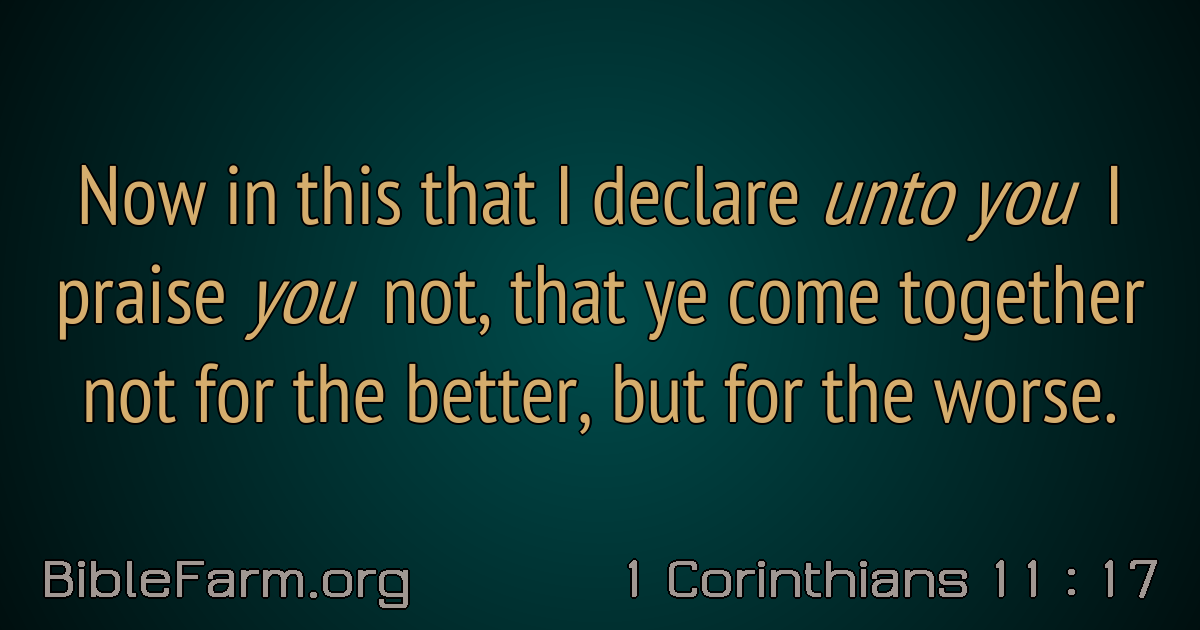 Now in this that I declare unto you I
praise you not, that ye come together
not for the better, but for the worse.
BibleFarm.org
1 Corinthians 11 : 17